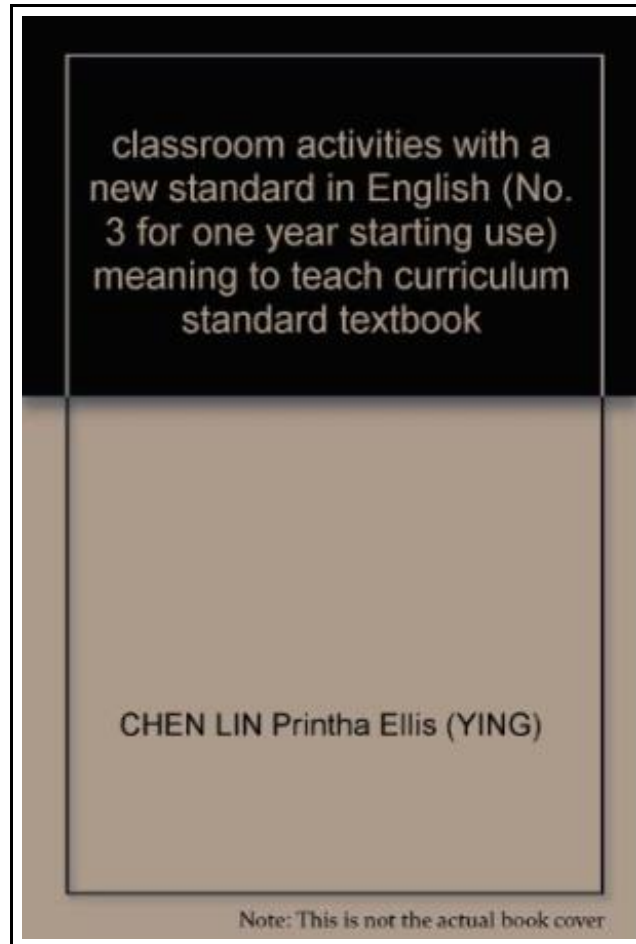 classroom activities with a
new standard in English (No.
3 for one year starting use)
meaning to teach curriculum
standard textbook
CHEN LIN Printha Ellis (YING)
Note: This is not the actual book cover